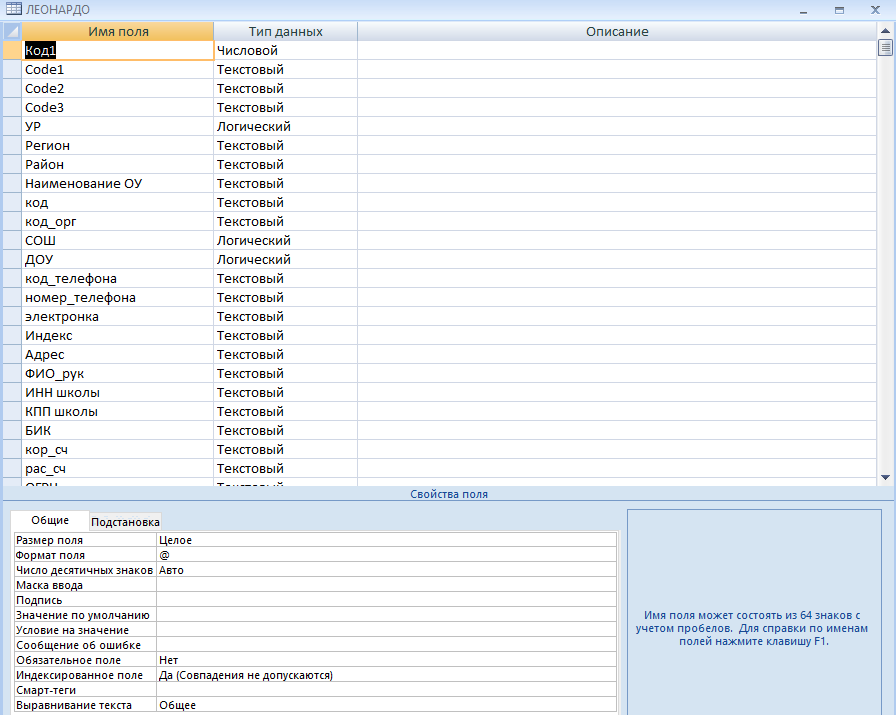 ЛЕОНАРДО
Имя поля Тип данных Описание
Код1 Числовой
Code1 Текстовый
Code2 Текстовый
Code3 Текстовый
УР Логический
Регион Текстовый
Район Текстовый
Наименование ОУ Текстовый
код Текстовый
код_орг Текстовый
СОШ Логический
ДОУ Логический
код_телефона Текстовый
номер_телефона Текстовый
электронка Текстовый
Индекс Текстовый
Адрес Текстовый
ФИО_рук Текстовый
ИНН школы Текстовый
КПП школы Текстовый
БИК Текстовый
кор_сч Текстовый
рас_сч Текстовый
Свойства поля
Общие Подстановка
Размер поля Целое
Формат поля @
Число десятичных знаков Авто
Маска ввода
Подпись
Значение по умолчанию
Условие на значение
Сообщение об ошибке
Обязательное поле Нет
Индексированное поле Да (Совпадения не допускаются)
Смарт-теги
Выравнивание текста Общее
Имя поля может состоять из 64 знаков с
учетом пробелов. Для справки по именам
полей нажмите клавишу F1.